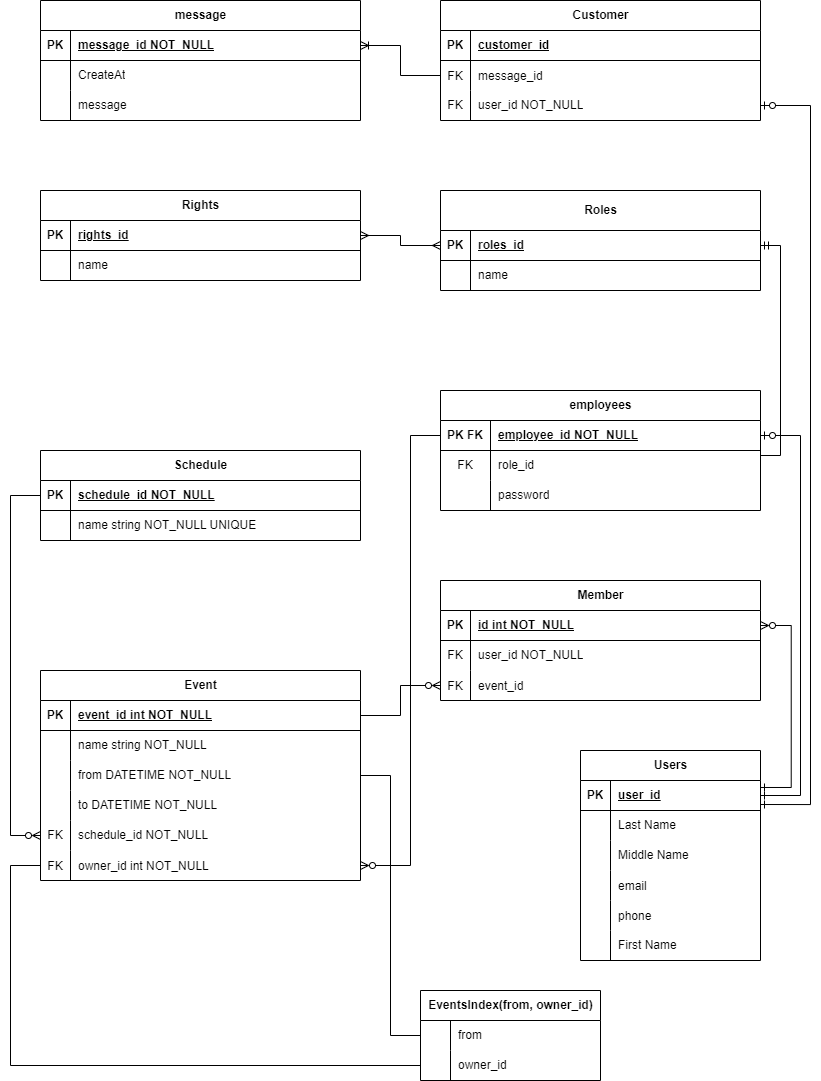 message
PK message_id NOT_NULL
CreateAt
message
Customer
PK customer_id
FK message_id
FK user_id NOT_NULL
Rights
PK rights_id
name
Roles
PK roles_id
name
employees
PK FK employee_id NOT_NULL
FK role_id
password
Schedule
PK schedule_id NOT_NULL
name string NOT_NULL UNIQUE
Member
PK id int NOT_NULL
FK user_id NOT_NULL
FK event_id
Event
PK event_id int NOT_NULL
name string NOT_NULL
from DATETIME NOT_NULL
to DATETIME NOT_NULL
FK schedule_id NOT_NULL
FK owner_id int NOT_NULL
Users
PK user_id
Last Name
Middle Name
email
phone
First Name
EventsIndex(from, owner_id)
from
owner_id